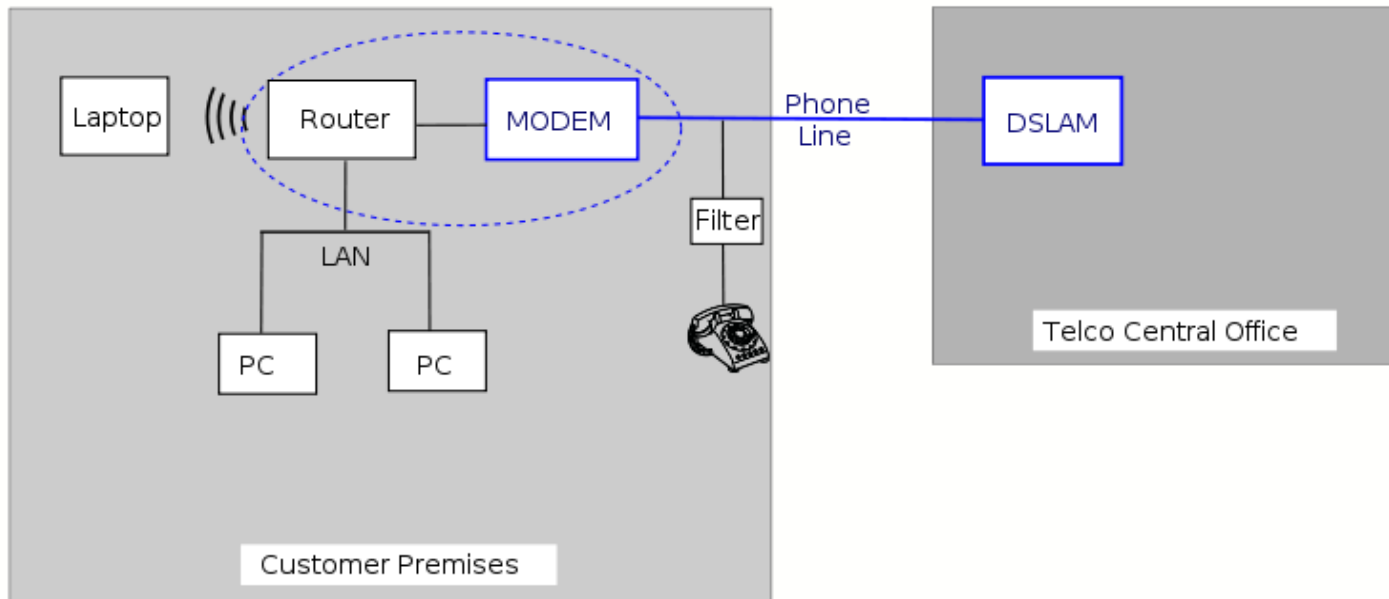 Laptop
Router
MODEM
Phone
Line
DSLAM
Filter
LAN
PC
PC
Telco Central Office
Customer Premises